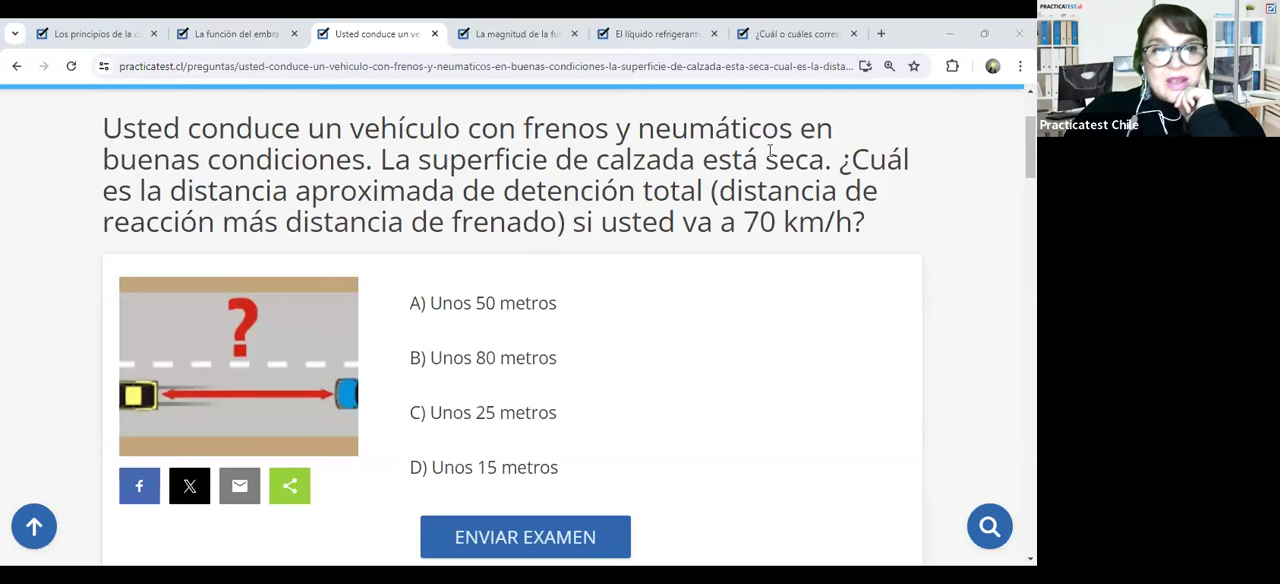 Los principios de la c
La función del embra
Usted conduce un ve
La magnitud de la fu
El líquido refrigerant
¿Cuál o cuáles corres
practicatest.cl/preguntas/usted-conduce-un-vehiculo-con-frenos-y-neumaticos-en-buenas-condiciones-la-superficie-de-calzada-esta-seca-cual-es-la-dista...
PRACTICATEST.cl
Practicatest Chile
Usted conduce un vehículo con frenos y neumáticos en
buenas condiciones. La superficie de calzada está seca. ¿Cuál
es la distancia aproximada de detención total (distancia de
reacción más distancia de frenado) si usted va a 70 km/h?
?
A) Unos 50 metros
B) Unos 80 metros
C) Unos 25 metros
D) Unos 15 metros
ENVIAR EXAMEN